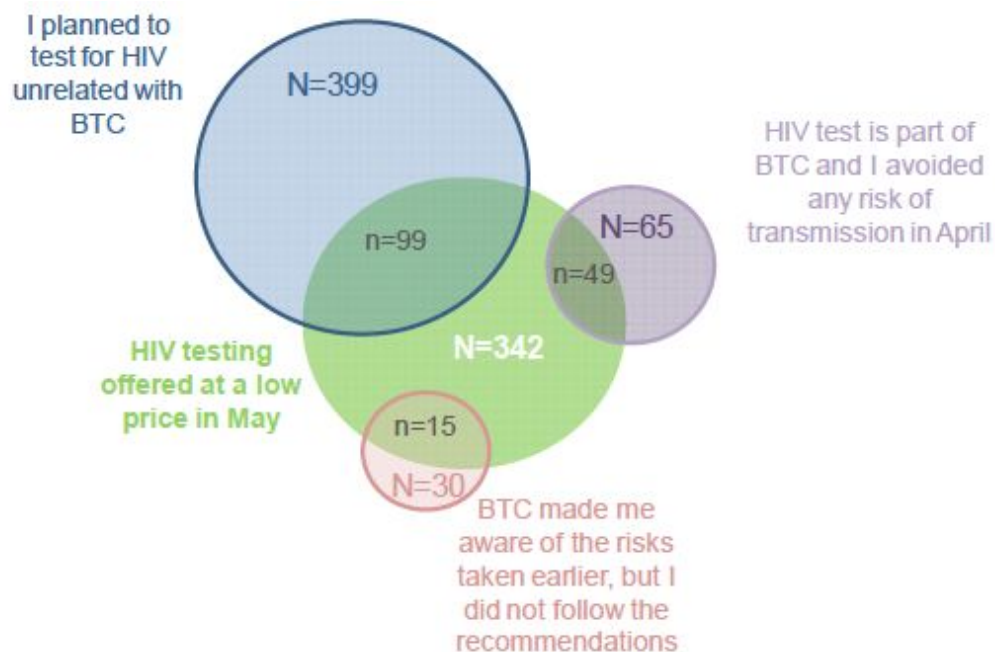 I planned to
test for HIV
unrelated with
BTC
N=399
HIV test is part of
BTC and I avoided
any risk of
transmission in April
N=65
n=99
n=49
HIV testing
offered at a low
price in May
N=342
n=15
N=30
BTC made me
aware of the risks
taken earlier, but I
did not follow the
recommendations